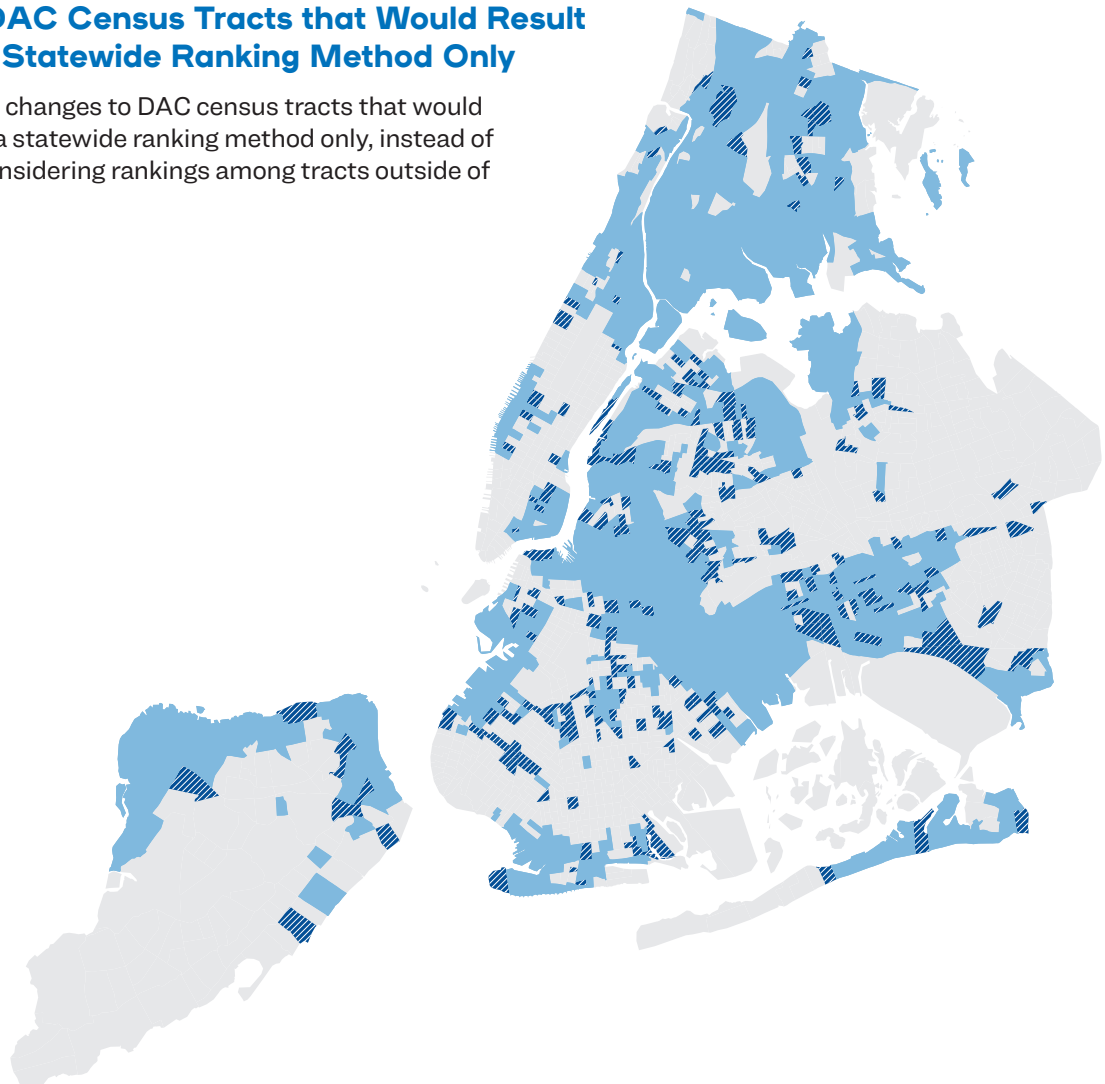 DAC Census Tracts that Would Result
Statewide Ranking Method Only
changes to DAC census tracts that would
a statewide ranking method only, instead of
rankings among tracts outside of